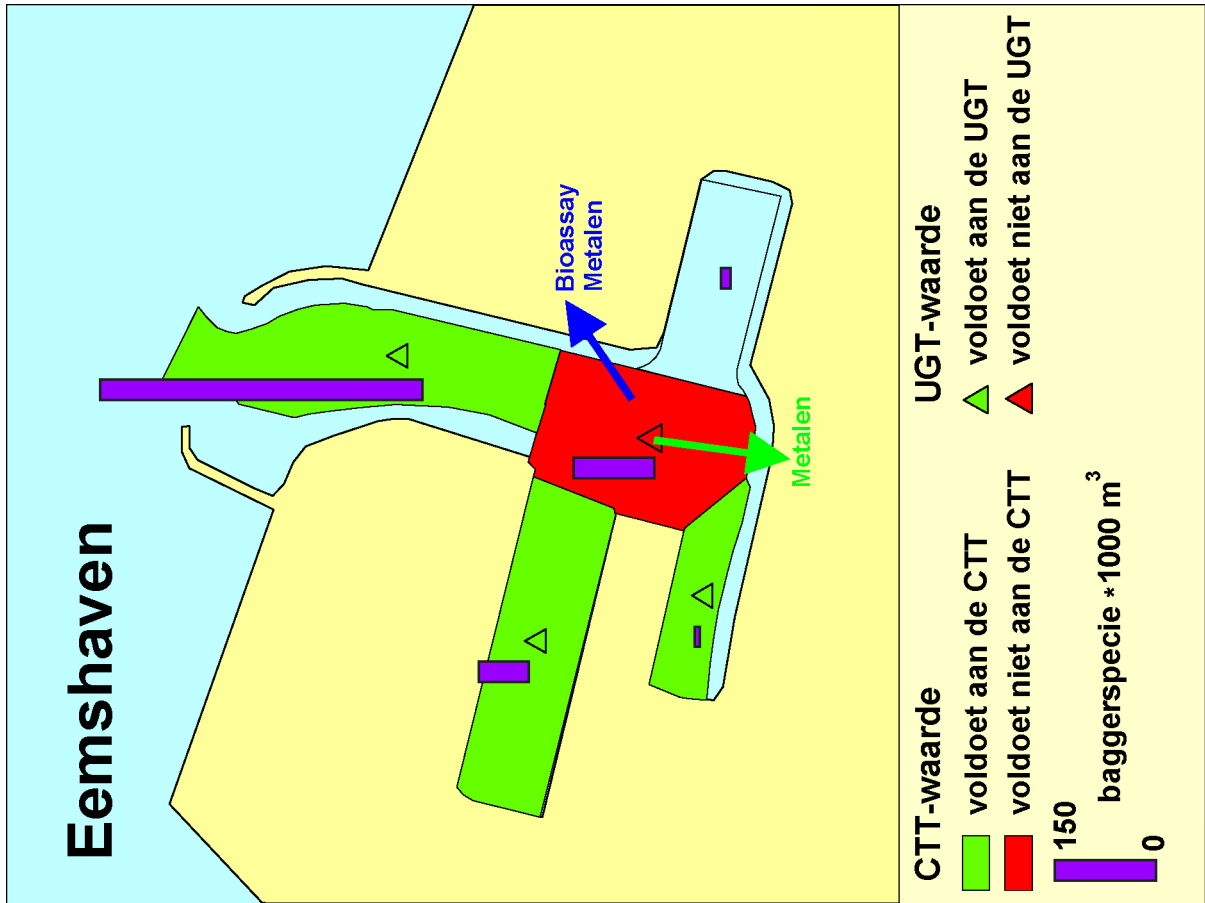 Eemshaven
Bioassay
Metalen
Metalen
CTT-waarde
voldoet aan de CTT
voldoet niet aan de CTT
150
0
baggerspecie *1000 m³
UGT-waarde
voldoet aan de UGT
voldoet niet aan de UGT